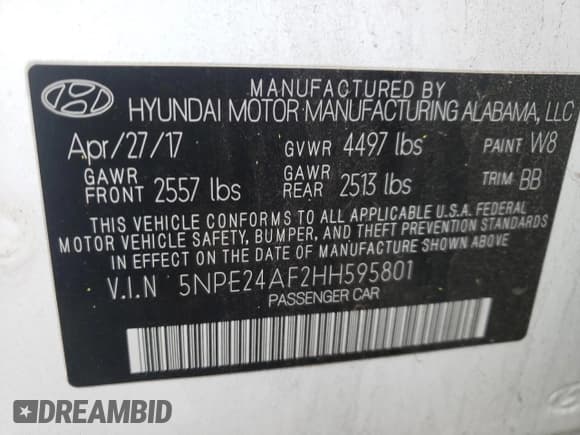 MANUFACTURED BY
HYUNDAI MOTOR MANUFACTURING ALABAMA, LLC
Apr/27/17 GVWR 4497 lbs PAINT W8
GAWR FRONT 2557 lbs GAWR REAR 2513 lbs TRIM BB
THIS VEHICLE CONFORMS TO ALL APPLICABLE U.S.A. FEDERAL
MOTOR VEHICLE SAFETY, BUMPER, AND THEFT PREVENTION STANDARDS
IN EFFECT ON THE DATE OF MANUFACTURE SHOWN ABOVE
V.I.N 5NPE24AF2HH595801
PASSENGER CAR
DREAMBID